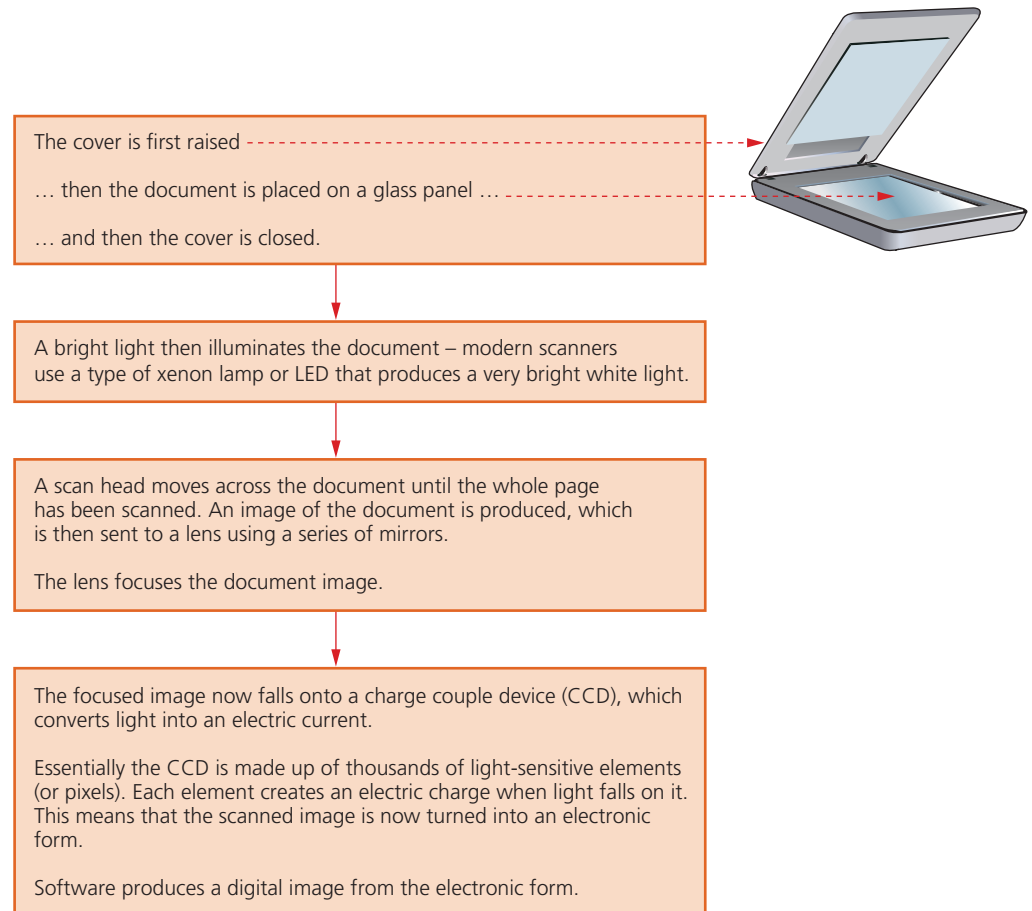 The cover is first raised
… then the document is placed on a glass panel …
… and then the cover is closed.
A bright light then illuminates the document – modern scanners
use a type of xenon lamp or LED that produces a very bright white light.
A scan head moves across the document until the whole page
has been scanned. An image of the document is produced, which
is then sent to a lens using a series of mirrors.
The lens focuses the document image.
The focused image now falls onto a charge couple device (CCD), which
converts light into an electric current.
Essentially the CCD is made up of thousands of light-sensitive elements
(or pixels). Each element creates an electric charge when light falls on it.
This means that the scanned image is now turned into an electronic
form.
Software produces a digital image from the electronic form.